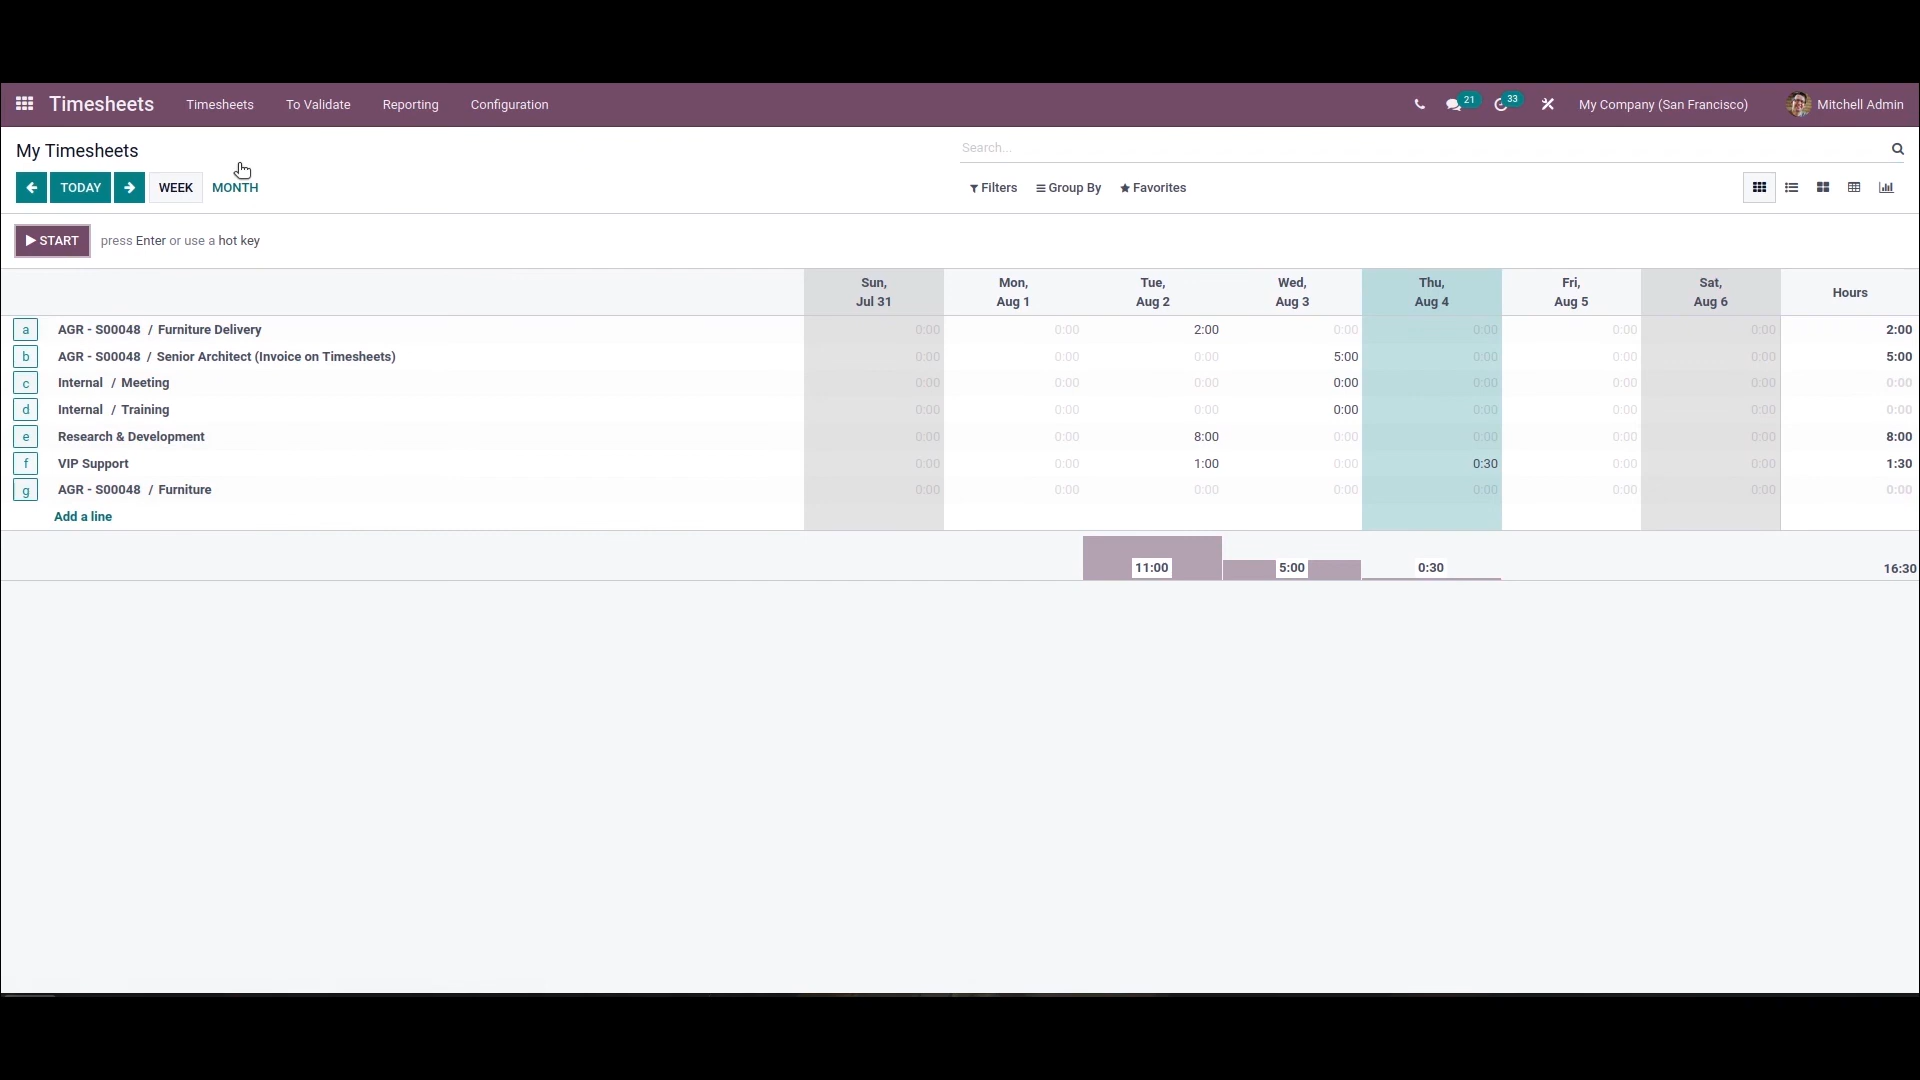 Timesheets Timesheets To Validate Reporting Configuration 21 33 My Company (San Francisco) Mitchell Admin
My Timesheets Search...
TODAY WEEK MONTH Filters Group By Favorites
START press Enter or use a hot key
Sun, Jul 31 Mon, Aug 1 Tue, Aug 2 Wed, Aug 3 Thu, Aug 4 Fri, Aug 5 Sat, Aug 6 Hours
a AGR - S00048 / Furniture Delivery 0:00 0:00 2:00 0:00 0:00 0:00 0:00 2:00
b AGR - S00048 / Senior Architect (Invoice on Timesheets) 0:00 0:00 0:00 5:00 0:00 0:00 0:00 5:00
c Internal / Meeting 0:00 0:00 0:00 0:00 0:00 0:00 0:00 0:00
d Internal / Training 0:00 0:00 0:00 0:00 0:00 0:00 0:00 0:00
e Research & Development 0:00 0:00 8:00 0:00 0:00 0:00 0:00 8:00
f VIP Support 0:00 0:00 1:00 0:00 0:30 0:00 0:00 1:30
g AGR - S00048 / Furniture 0:00 0:00 0:00 0:00 0:00 0:00 0:00 0:00
Add a line
11:00 5:00 0:30 16:30